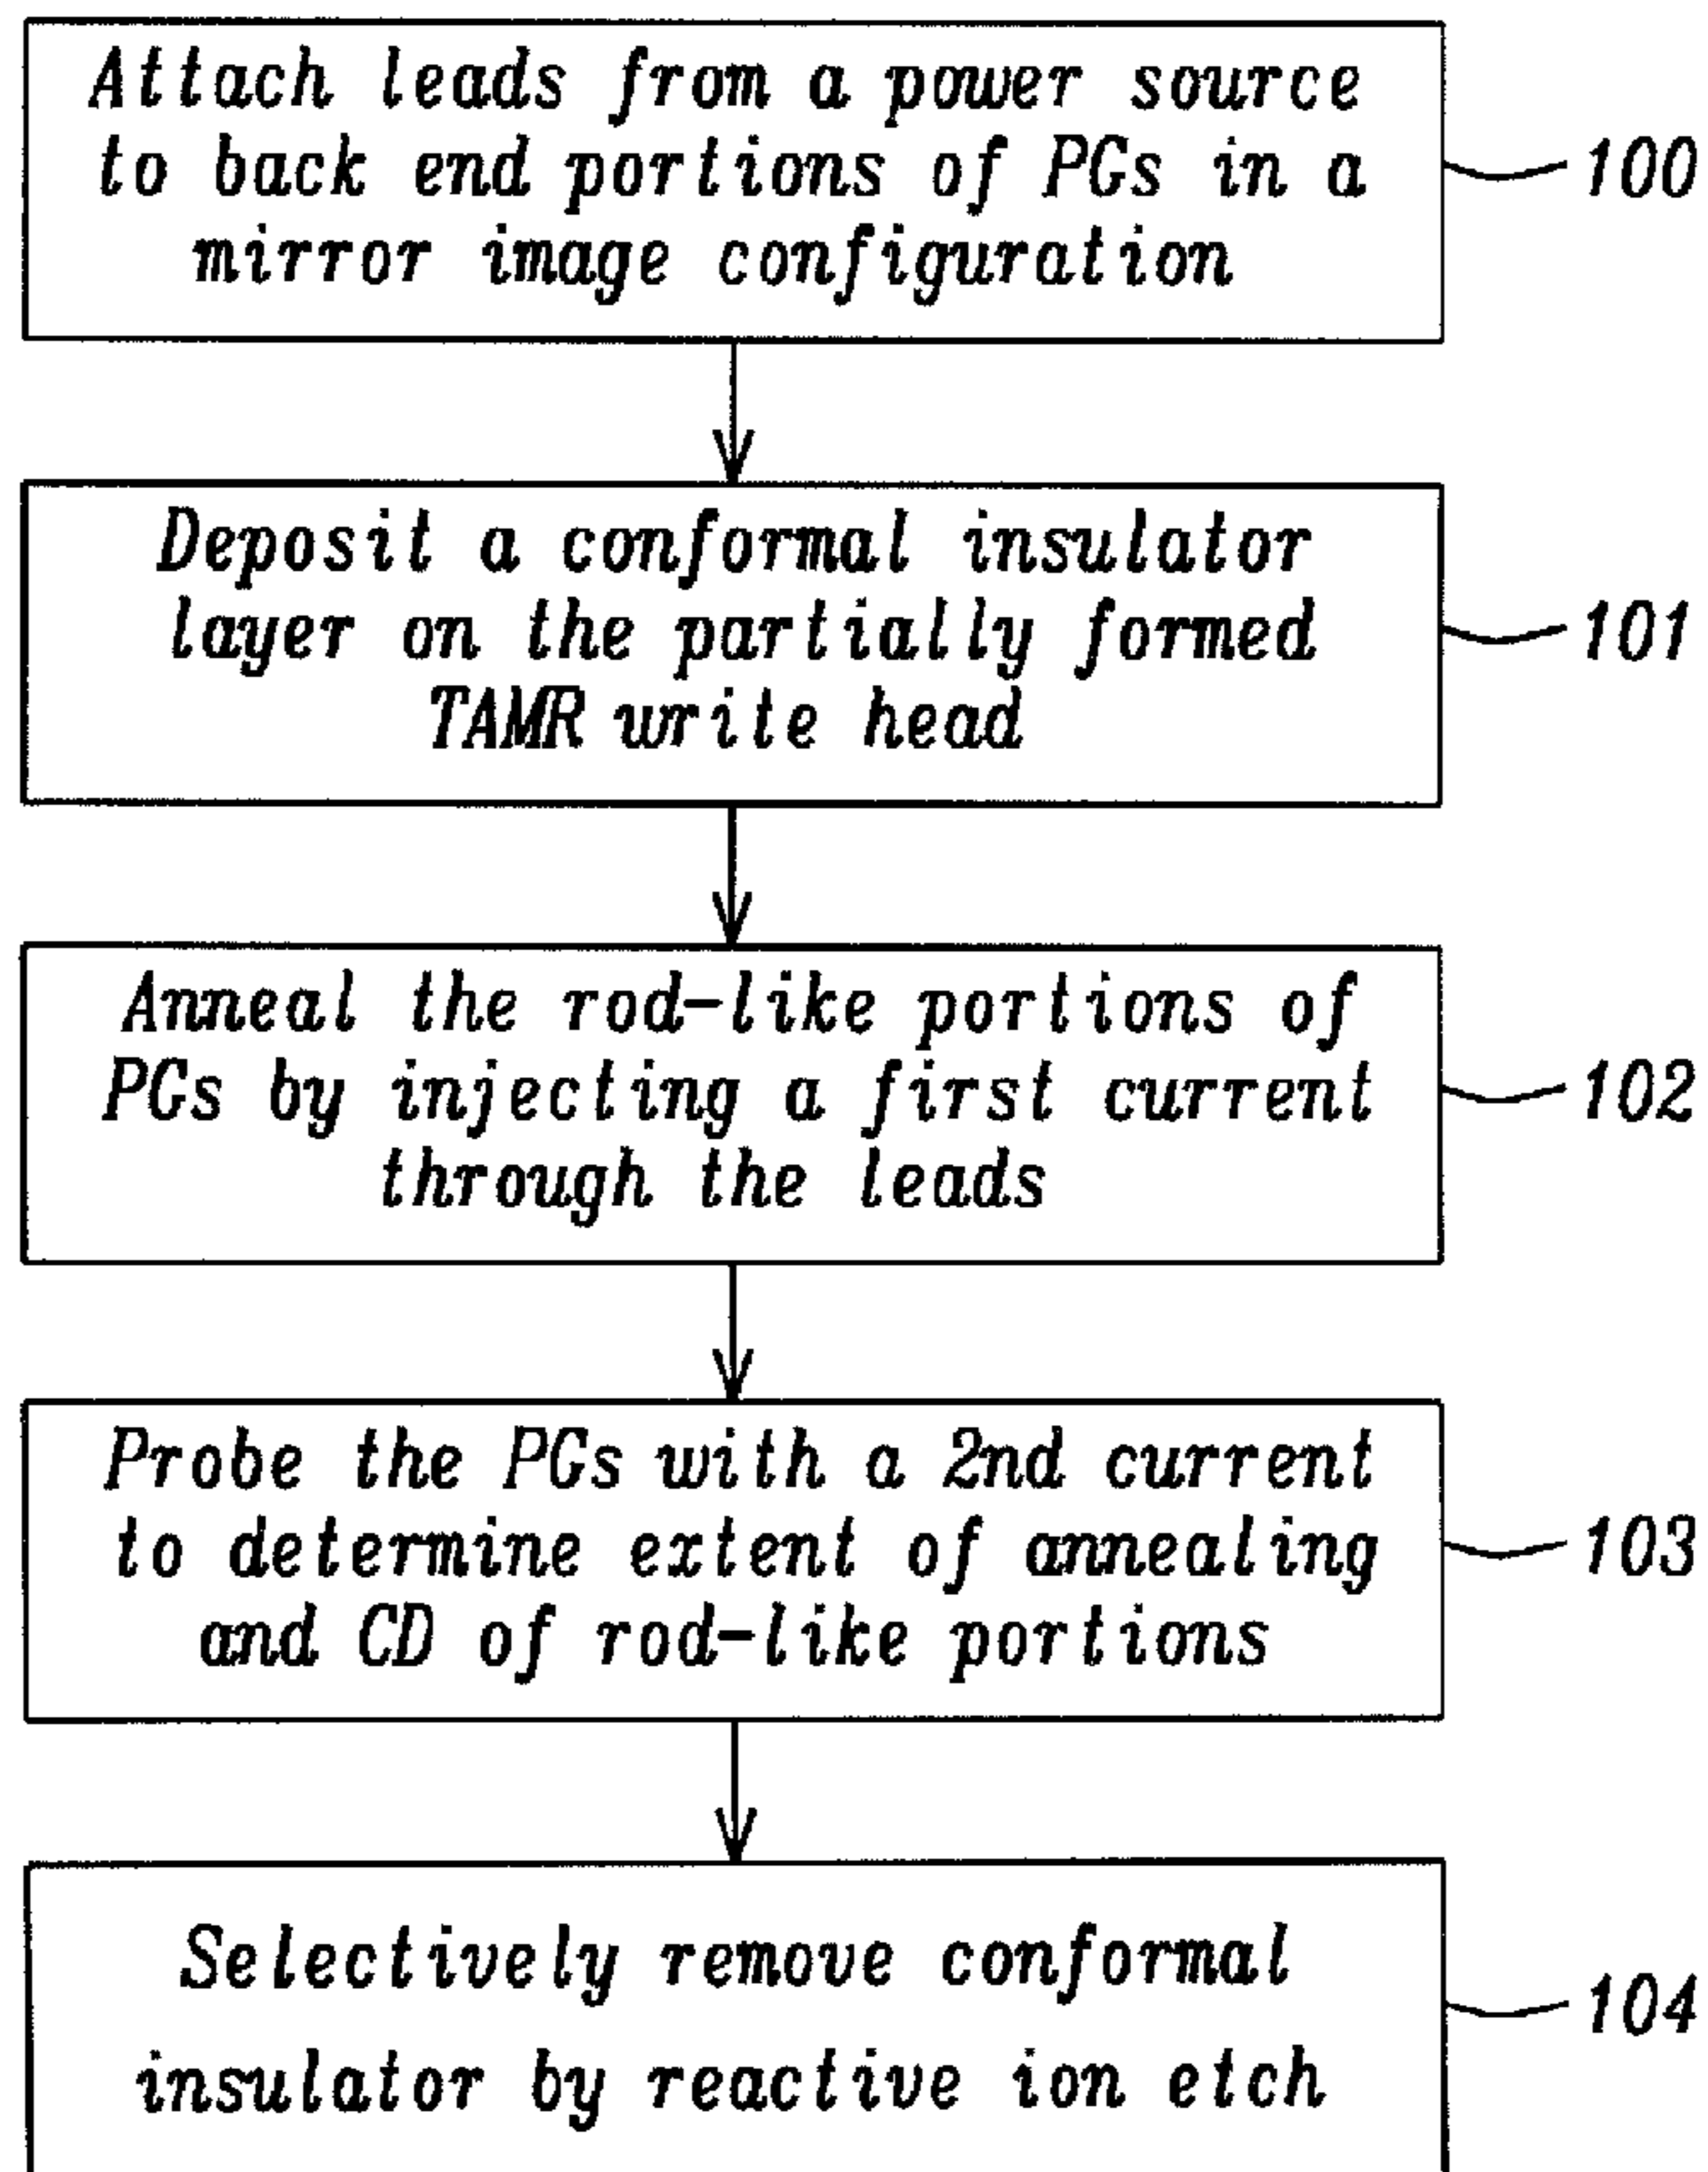 Attach leads from a power source
to back end portions of PGs in a
mirror image configuration
100
Deposit a conformal insulator
layer on the partially formed
TAMR write head
101
Anneal the rod-like portions of
PGs by injecting a first current
through the leads
102
Probe the PGs with a 2nd current
to determine extent of annealing
and CD of rod-like portions
103
Selectively remove conformal
insulator by reactive ion etch
104